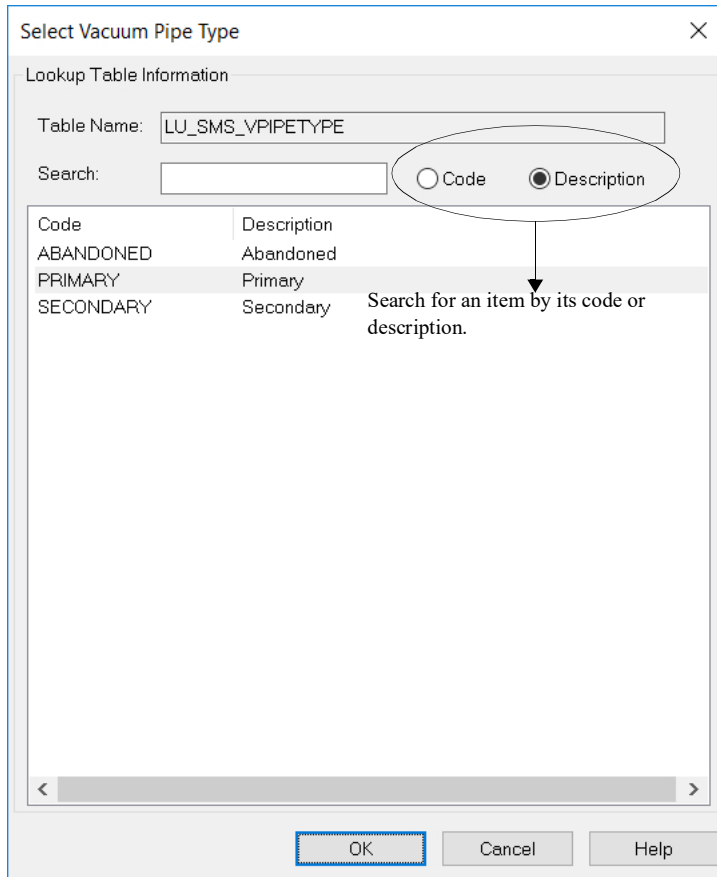 Select Vacuum Pipe Type
Lookup Table Information
Table Name: LU_SMS_VPIPETYPE
Search: Code Description
Code Description
ABANDONED Abandoned
PRIMARY Primary
SECONDARY Secondary
Search for an item by its code or
description.
OK Cancel Help